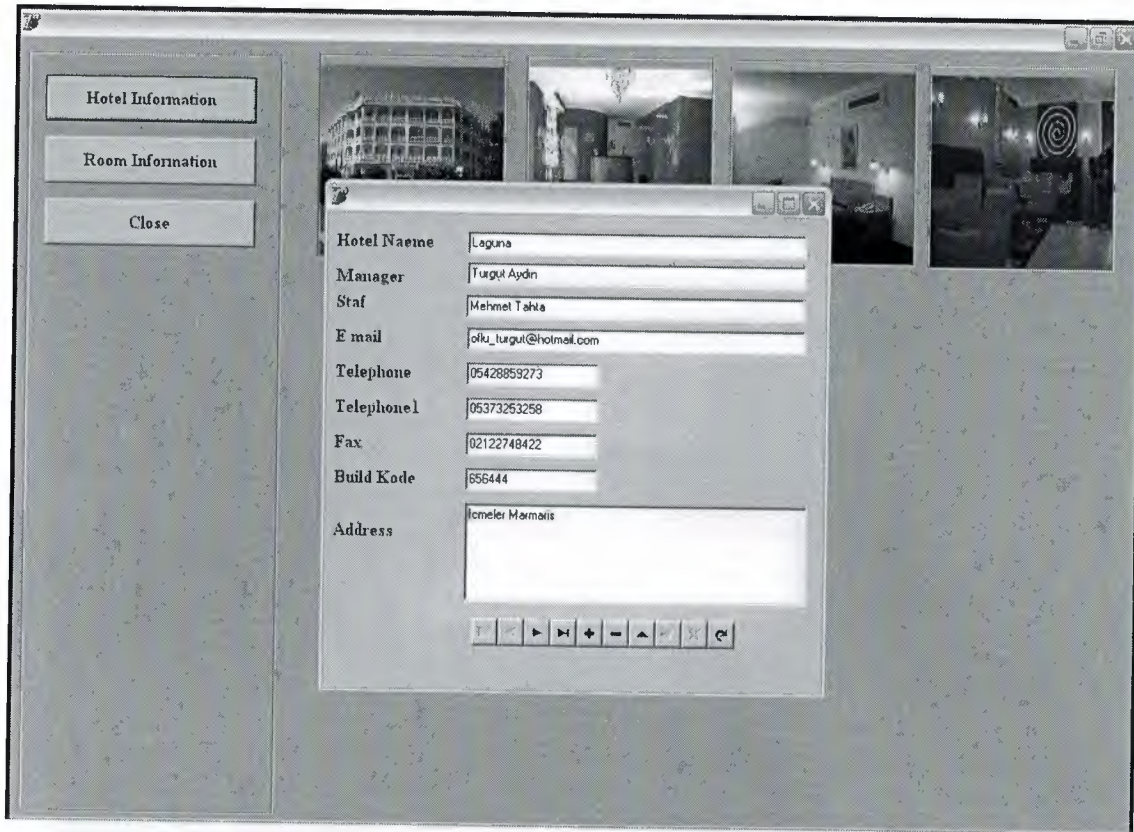 Hotel Information
Room Information
Close
Hotel Naeme
Laguna
Manager
Turgut Aydın
Staf
Mehmet Tahta
E mail
oflu_turgut@hotmail.com
Telephone
05428859273
Telephone1
05373253258
Fax
02122748422
Build Kode
656444
Address
Icmeler Marmaris